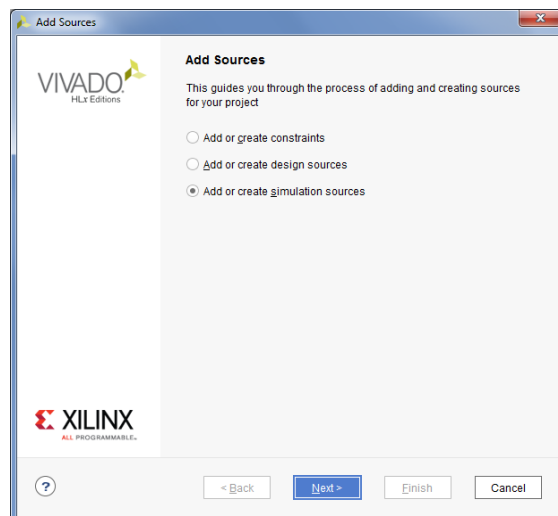 Add Sources
x
VIVADO.
HLx Editions
Add Sources
This guides you through the process of adding and creating sources
for your project
Add or create constraints
Add or create design sources
Add or create simulation sources
XILINX
ALL PROGRAMMABLE.
?
< Back
Next >
Finish
Cancel